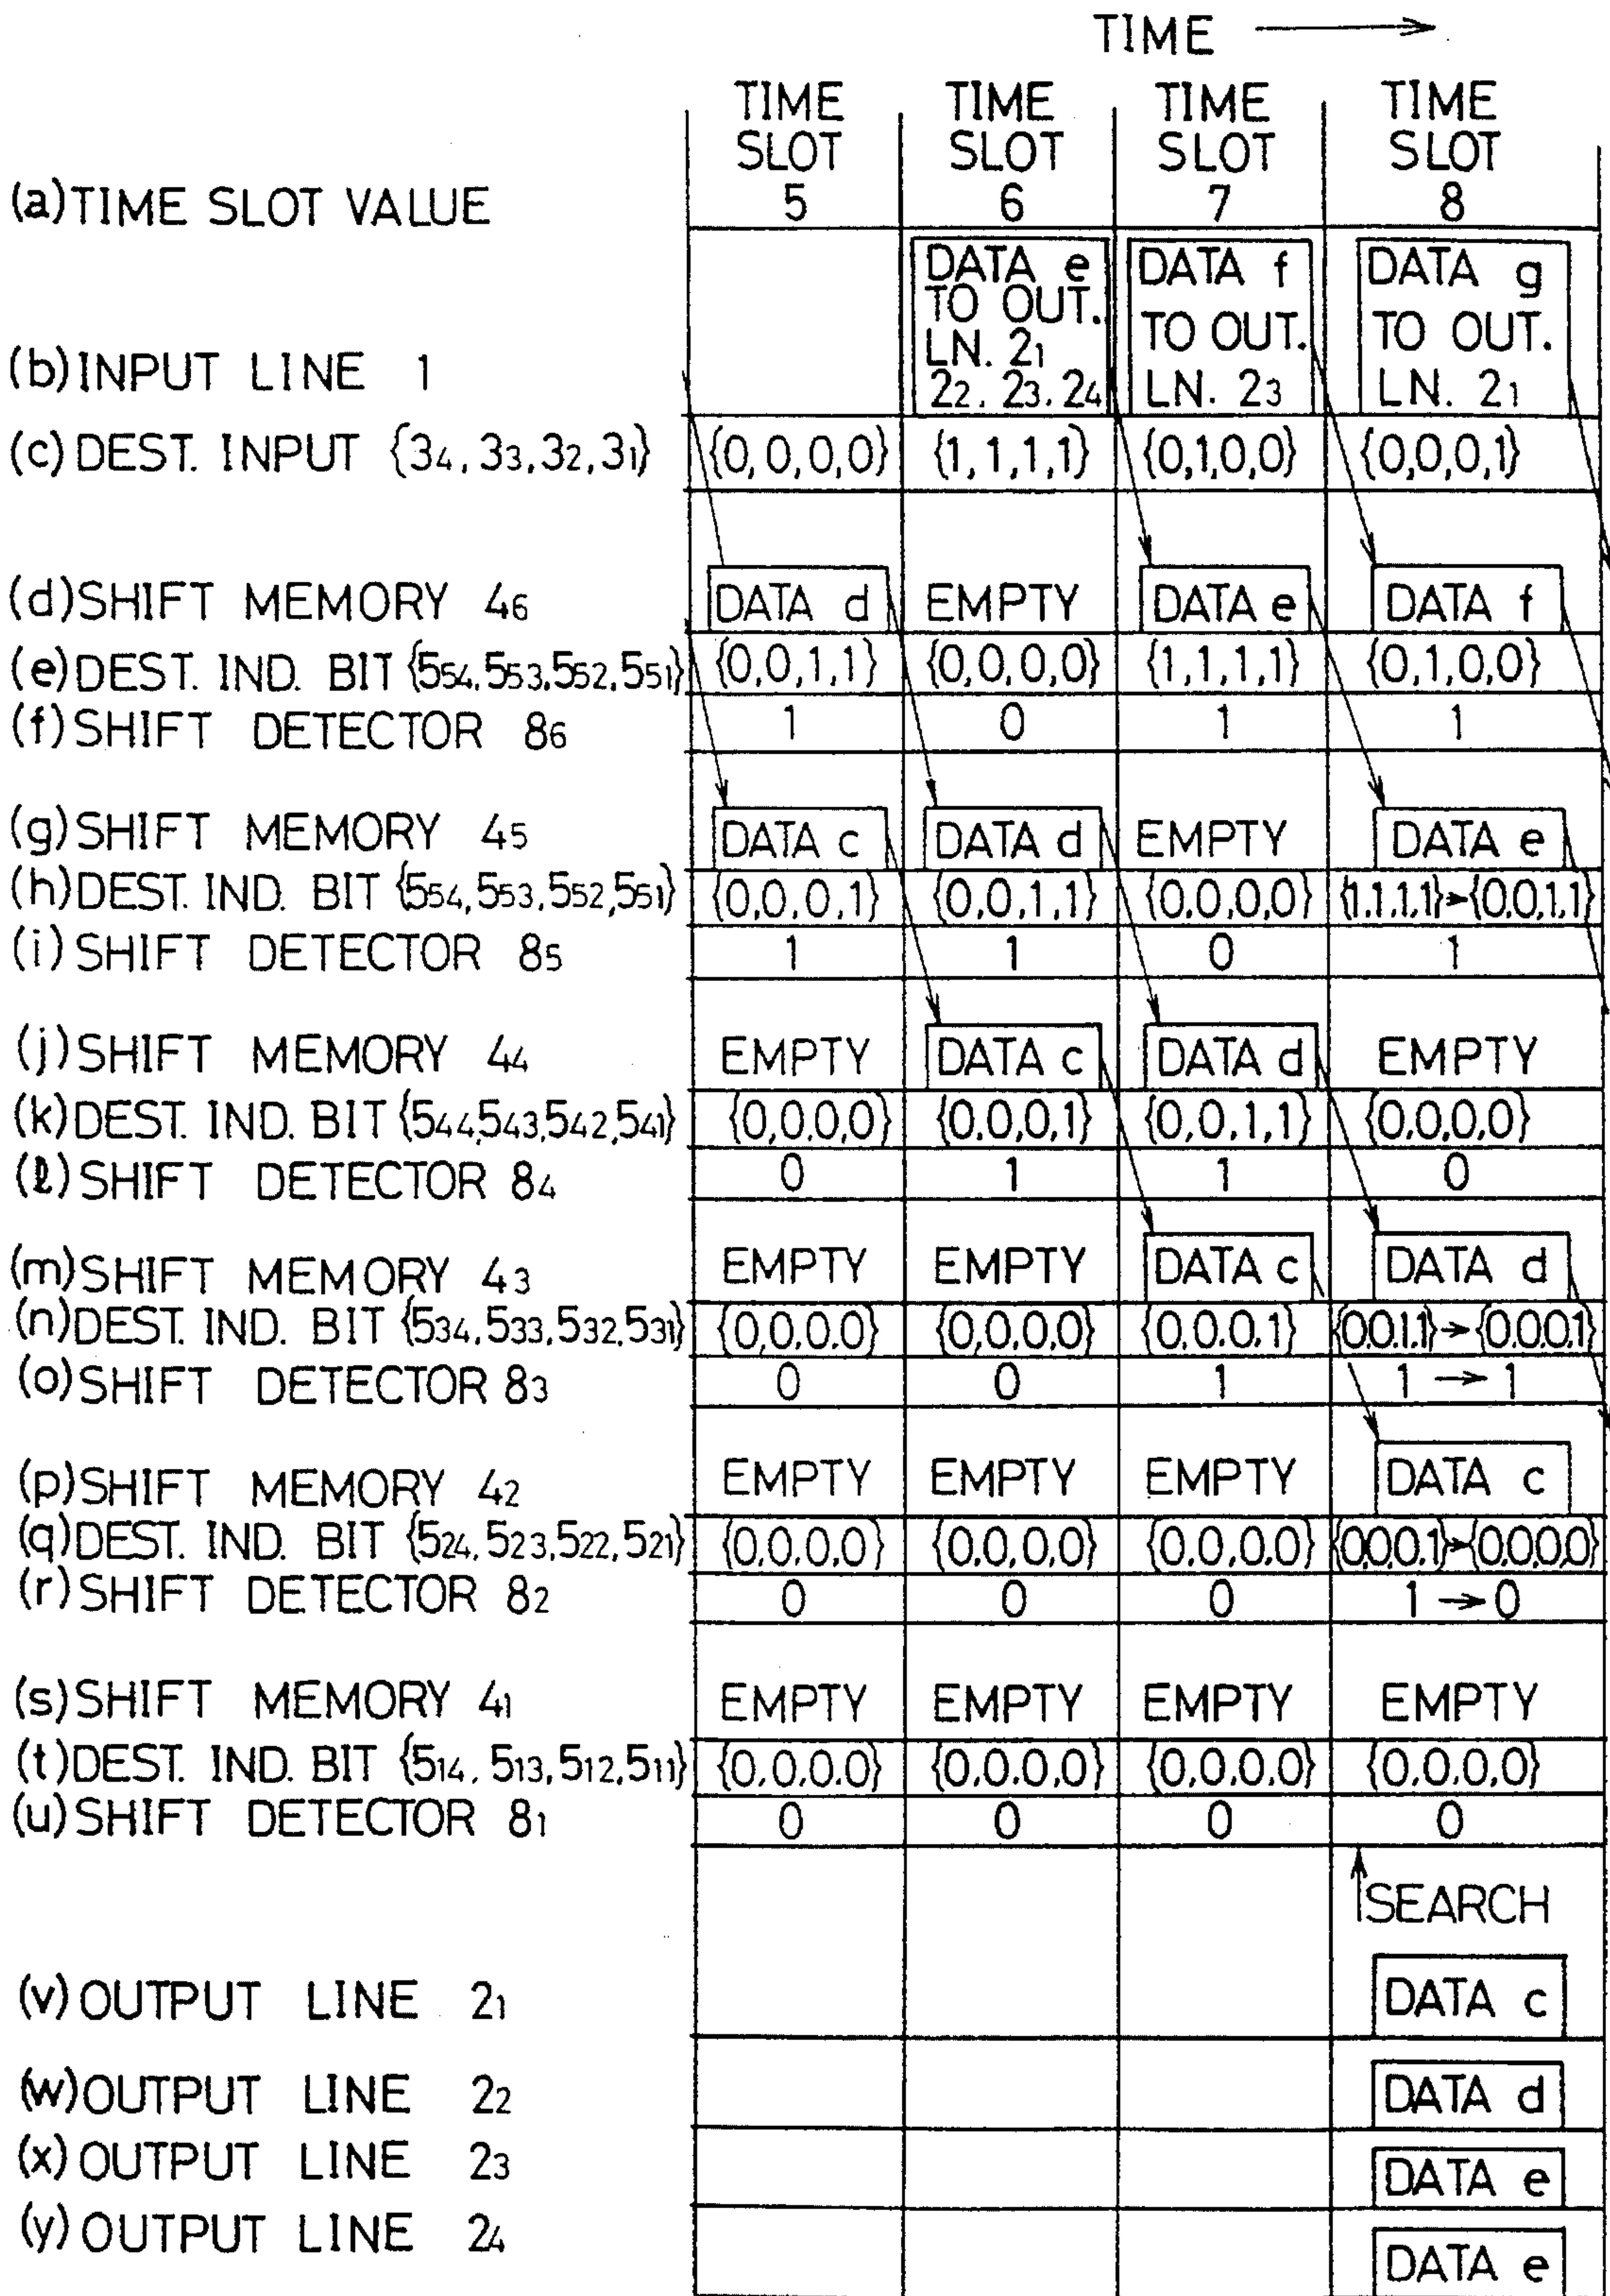 TIME
TIME SLOT 5 TIME SLOT 6 TIME SLOT 7 TIME SLOT 8
(a) TIME SLOT VALUE
(b) INPUT LINE 1
DATA e TO OUT. LN. 2₁ 2₂. 2₃. 2₄
DATA f TO OUT. LN. 2₃
DATA g TO OUT. LN. 2₁
(c) DEST. INPUT {3₄, 3₃, 3₂, 3₁} {0,0,0,0} {1,1,1,1} {0,1,0,0} {0,0,0,1}
(d) SHIFT MEMORY 4₆ DATA d EMPTY DATA e DATA f
(e) DEST. IND. BIT {5₅₄, 5₅₃, 5₅₂, 5₅₁} {0,0,1,1} {0,0,0,0} {1,1,1,1} {0,1,0,0}
(f) SHIFT DETECTOR 8₆ 1 0 1 1
(g) SHIFT MEMORY 4₅ DATA c DATA d EMPTY DATA e
(h) DEST. IND. BIT {5₅₄, 5₅₃, 5₅₂, 5₅₁} {0,0,0,1} {0,0,1,1} {0,0,0,0} {1,1,1,1}→{0,0,1,1}
(i) SHIFT DETECTOR 8₅ 1 1 0 1
(j) SHIFT MEMORY 4₄ EMPTY DATA c DATA d EMPTY
(k) DEST. IND. BIT {5₄₄, 5₄₃, 5₄₂, 5₄₁} {0,0,0,0} {0,0,0,1} {0,0,1,1} {0,0,0,0}
(ℓ) SHIFT DETECTOR 8₄ 0 1 1 0
(m) SHIFT MEMORY 4₃ EMPTY EMPTY DATA c DATA d
(n) DEST. IND. BIT {5₃₄, 5₃₃, 5₃₂, 5₃₁} {0,0,0,0} {0,0,0,0} {0,0,0,1} {0,0,1,1}→{0,0,0,1}
(o) SHIFT DETECTOR 8₃ 0 0 1 1→1
(p) SHIFT MEMORY 4₂ EMPTY EMPTY EMPTY DATA c
(q) DEST. IND. BIT {5₂₄, 5₂₃, 5₂₂, 5₂₁} {0,0,0,0} {0,0,0,0} {0,0,0,0} {0,0,0,1}→{0,0,0,0}
(r) SHIFT DETECTOR 8₂ 0 0 0 1→0
(s) SHIFT MEMORY 4₁ EMPTY EMPTY EMPTY EMPTY
(t) DEST. IND. BIT {5₁₄, 5₁₃, 5₁₂, 5₁₁} {0,0,0,0} {0,0,0,0} {0,0,0,0} {0,0,0,0}
(u) SHIFT DETECTOR 8₁ 0 0 0 0
SEARCH
(v) OUTPUT LINE 2₁ DATA c
(w) OUTPUT LINE 2₂ DATA d
(x) OUTPUT LINE 2₃ DATA e
(y) OUTPUT LINE 2₄ DATA e